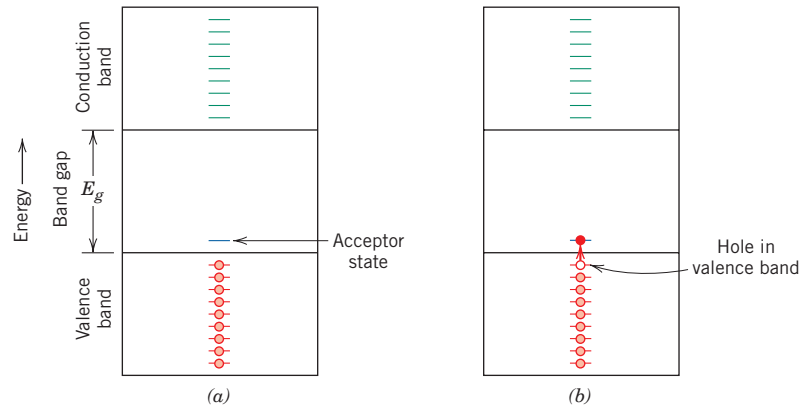 Conduction
band
Energy
Band gap
E_g
Acceptor
state
Hole in
valence band
Valence
band
(a)
(b)